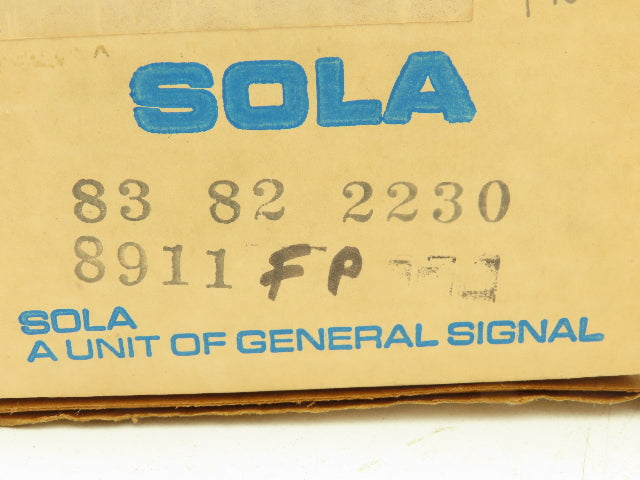 SOLA
83 82 2230
8911 FP
SOLA
A UNIT OF GENERAL SIGNAL